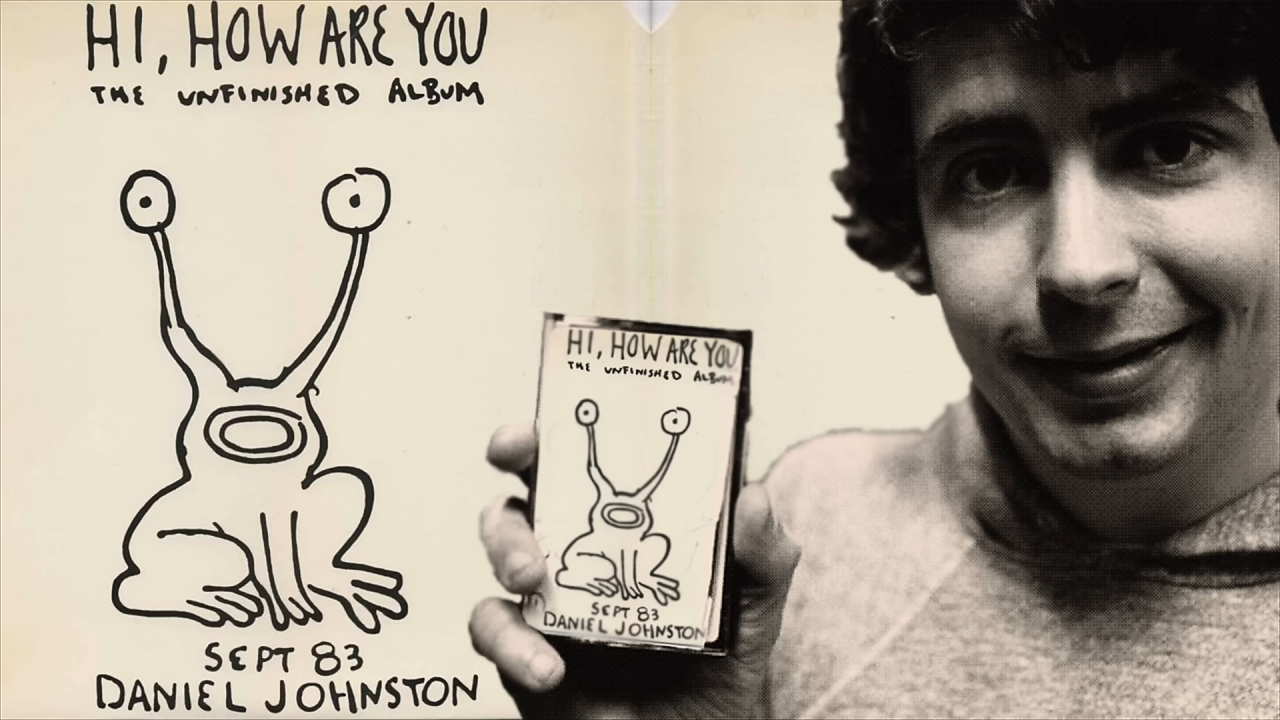 HI, HOW ARE YOU
THE UNFINISHED ALBUM
SEPT 83
DANIEL JOHNSTON
HI, HOW ARE YOU
THE UNFINISHED ALBUM
SEPT 83
DANIEL JOHNSTON